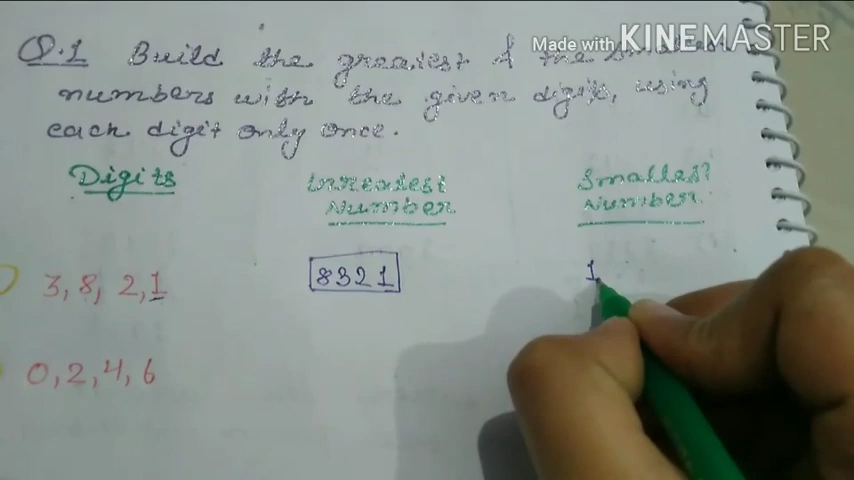 Made with KINEMASTER
Q.1 Build the greatest & the smallest
numbers with the given digits, using
each digit only once.
Digits
Greatest
Number
Smallest
Number
3, 8, 2, 1
8321
1
0, 2, 4, 6